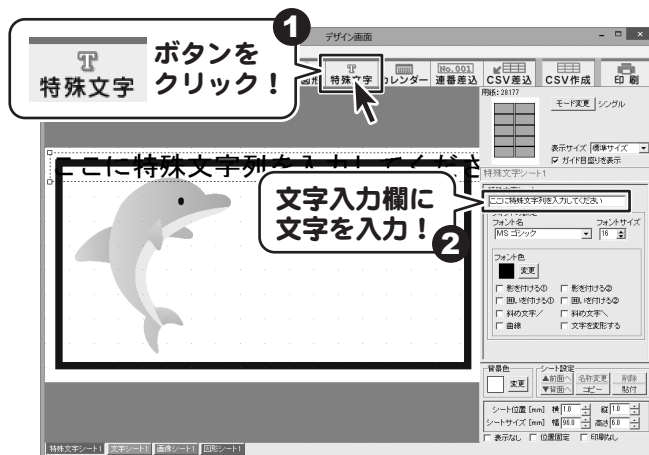 1
デザイン画面
ボタンを
クリック！
特殊文字
特殊文字
カレンダー
No.001
連番差込
CSV差込
CSV作成
印刷
用紙:28177
モード変更
シングル
表示サイズ
標準サイズ
ガイド目盛りを表示
特殊文字シート1
ここに特殊文字列を入力してくださ
文字入力欄に
文字を入力！
2
ここに特殊文字列を入力してください
フォント名
フォントサイズ
MS ゴシック
16
フォント色
変更
影を付ける①
影を付ける②
囲いを付ける①
囲いを付ける②
斜め文字／
斜め文字＼
曲線
文字を変形する
背景色
変更
シート設定
▲前面へ
名称変更
削除
▼背面へ
コピー
貼付
シート位置 [mm] 横 1.0 縦 1.0
シートサイズ [mm] 幅 96.0 高さ 6.0
表示なし
位置固定
印刷なし
特殊文字シート1
文字シート1
画像シート1
図形シート1